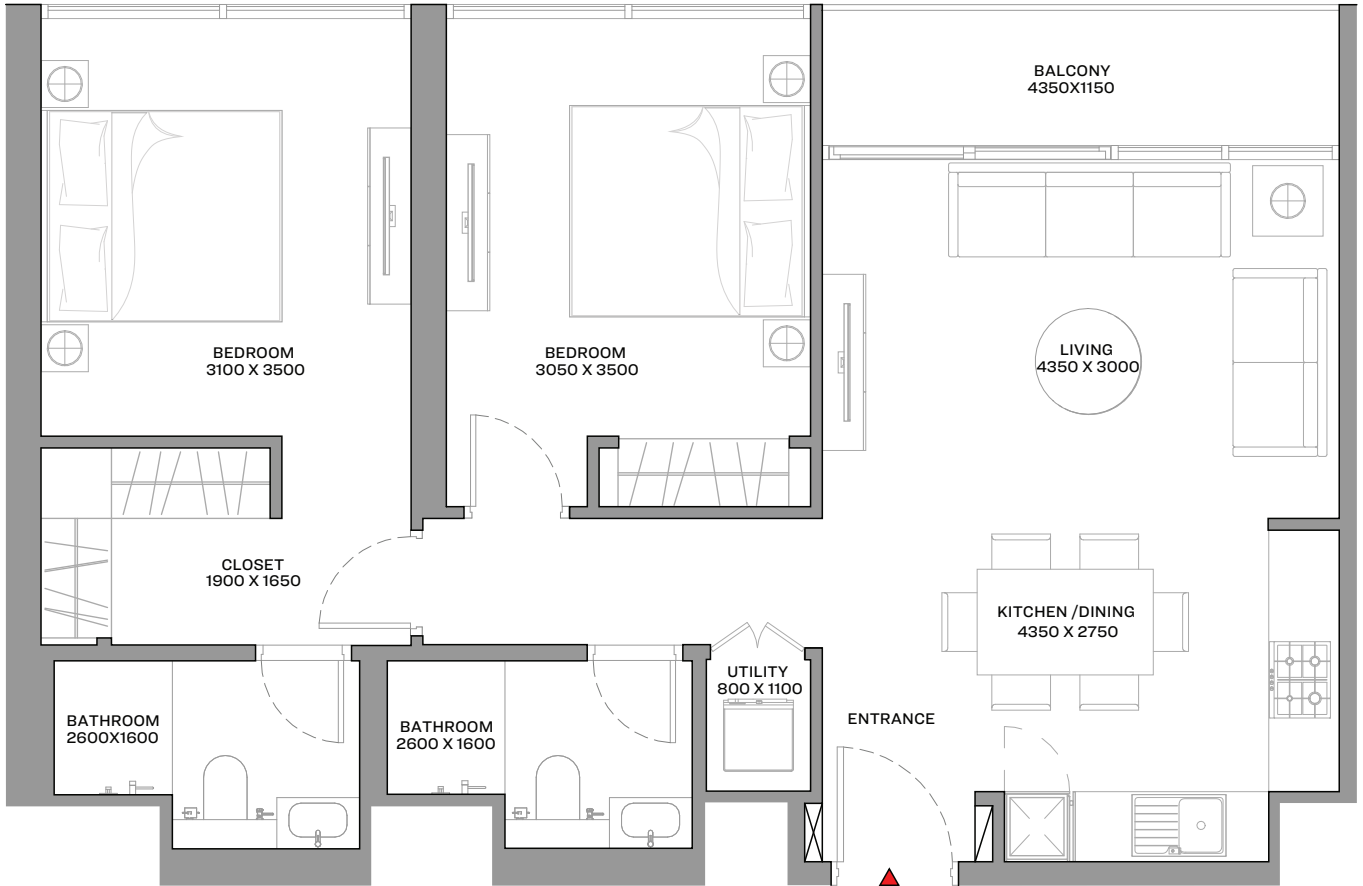 BALCONY
4350X1150
BEDROOM
3100 X 3500
BEDROOM
3050 X 3500
LIVING
4350 X 3000
CLOSET
1900 X 1650
KITCHEN /DINING
4350 X 2750
UTILITY
800 X 1100
BATHROOM
2600X1600
BATHROOM
2600 X 1600
ENTRANCE